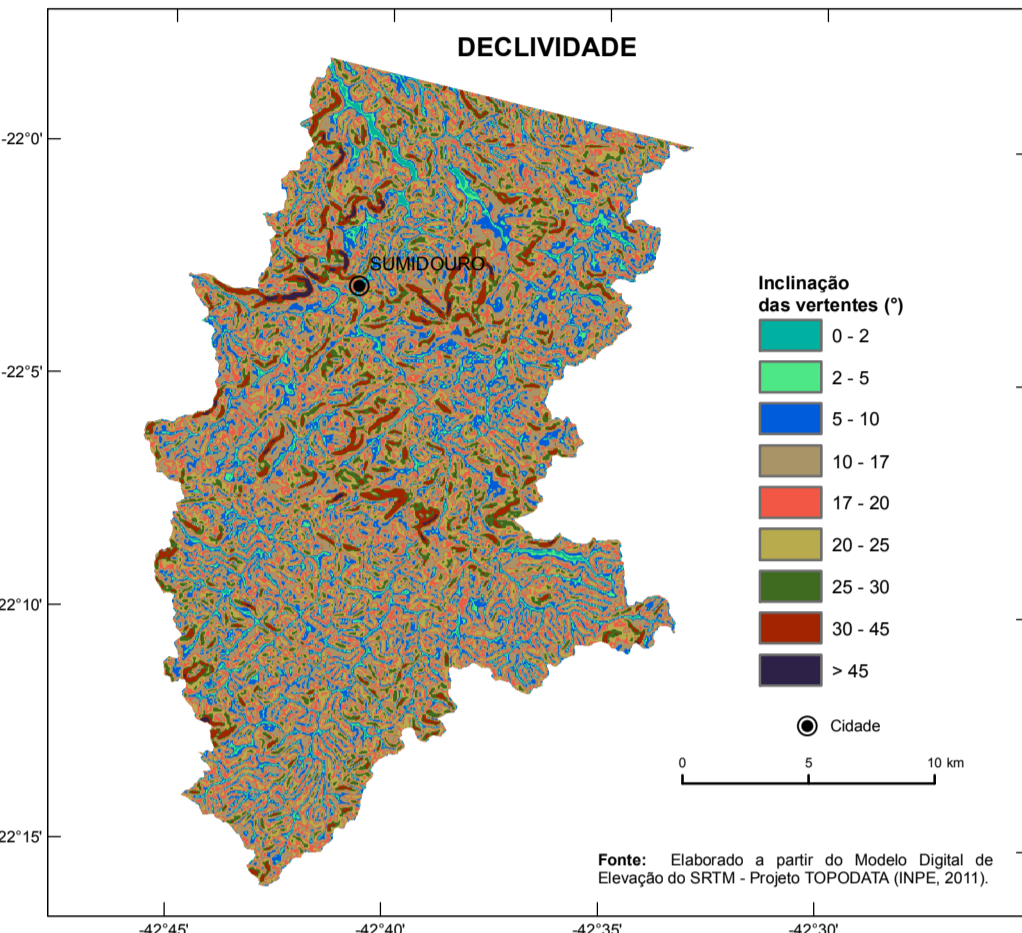 DECLIVIDADE
-22°0'
SUMIDOURO
Inclinação
das vertentes (°)
0 - 2
-22°5'
2 - 5
5 - 10
10 - 17
17 - 20
20 - 25
25 - 30
22°10'
30 - 45
> 45
Cidade
0 5 10 km
22°15'
Fonte: Elaborado a partir do Modelo Digital de
Elevação do SRTM - Projeto TOPODATA (INPE, 2011).
-42°45' -42°40' -42°35' -42°30'